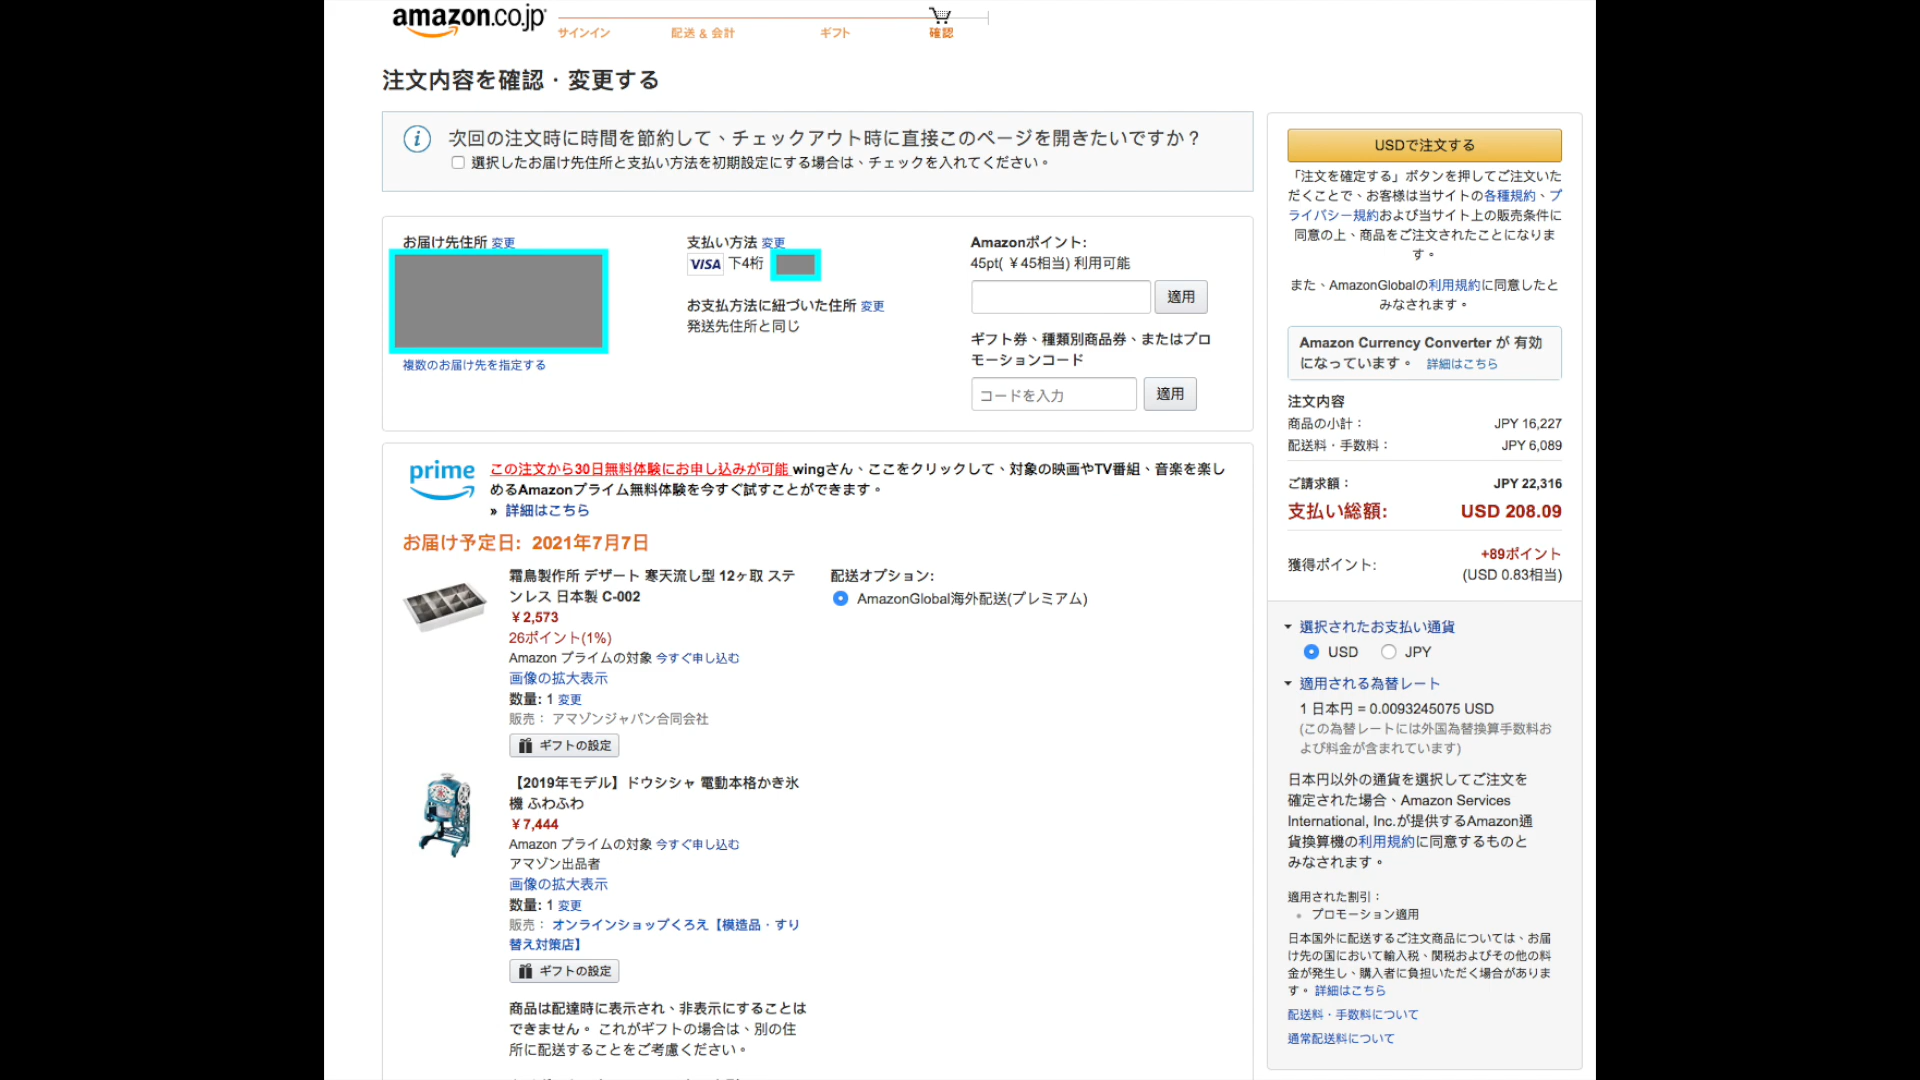 amazon.co.jp
サインイン 配送 & 会計 ギフト 確認
注文内容を確認・変更する
次回の注文時に時間を節約して、チェックアウト時に直接このページを開きたいですか？
選択したお届け先住所と支払い方法を初期設定にする場合は、チェックを入れてください。
お届け先住所 変更
複数のお届け先を指定する
支払い方法 変更
VISA 下4桁
お支払方法に紐づいた住所 変更
発送先住所と同じ
Amazonポイント:
45pt( ￥45相当) 利用可能
適用
ギフト券、種類別商品券、またはプロ
モーションコード
コードを入力 適用
prime
この注文から30日無料体験にお申し込みが可能 wingさん、ここをクリックして、対象の映画やTV番組、音楽を楽し
めるAmazonプライム無料体験を今すぐ試すことができます。
» 詳細はこちら
お届け予定日: 2021年7月7日
霜鳥製作所 デザート 寒天流し型 12ヶ取 ステ
ンレス 日本製 C-002
￥2,573
26ポイント(1%)
Amazon プライムの対象 今すぐ申し込む
画像の拡大表示
数量: 1 変更
販売： アマゾンジャパン合同会社
ギフトの設定
配送オプション:
AmazonGlobal海外配送(プレミアム)
【2019年モデル】ドウシシャ 電動本格かき氷
機 ふわふわ
￥7,444
Amazon プライムの対象 今すぐ申し込む
アマゾン出品者
画像の拡大表示
数量: 1 変更
販売： オンラインショップくろえ【模造品・すり
替え対策店】
ギフトの設定
商品は配達時に表示され、非表示にすることは
できません。 これがギフトの場合は、別の住
所に配送することをご考慮ください。
USDで注文する
「注文を確定する」ボタンを押してご注文いた
だくことで、お客様は当サイトの各種規約、プ
ライバシー規約および当サイト上の販売条件に
同意の上、商品をご注文されたことになりま
す。
また、AmazonGlobalの利用規約に同意したと
みなされます。
Amazon Currency Converter が 有効
になっています。 詳細はこちら
注文内容
商品の小計： JPY 16,227
配送料・手数料： JPY 6,089
ご請求額： JPY 22,316
支払い総額: USD 208.09
獲得ポイント: +89ポイント
(USD 0.83相当)
選択されたお支払い通貨
USD JPY
適用される為替レート
1 日本円 = 0.0093245075 USD
(この為替レートには外国為替換算手数料お
よび料金が含まれています)
日本円以外の通貨を選択してご注文を
確定された場合、Amazon Services
International, Inc.が提供するAmazon通
貨換算機の利用規約に同意するものと
みなされます。
適用された割引：
プロモーション適用
日本国外に配送するご注文商品については、お届
け先の国において輸入税、関税およびその他の料
金が発生し、購入者に負担いただく場合がありま
す。 詳細はこちら
配送料・手数料について
通常配送料について